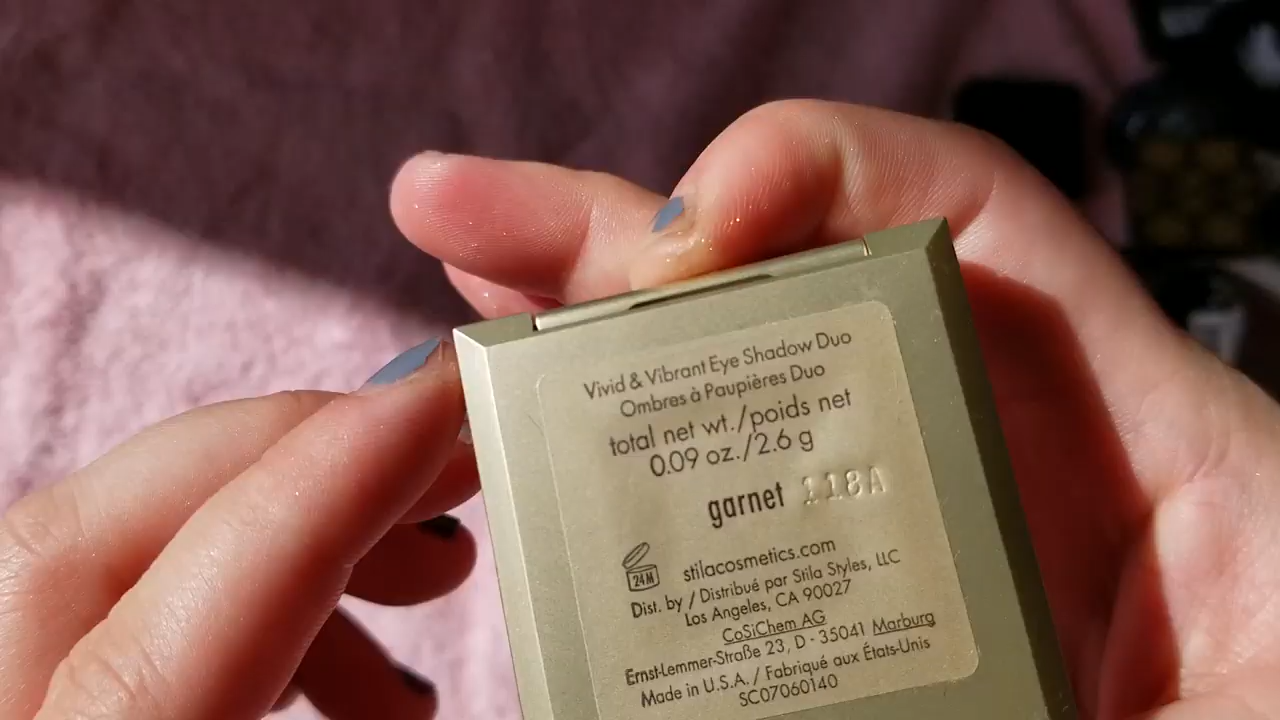 Vivid & Vibrant Eye Shadow Duo
Ombres à Paupières Duo
total net wt./poids net
0.09 oz./2.6 g
garnet 118A
24M
stilacosmetics.com
Dist. by / Distribué par Stila Styles, LLC
Los Angeles, CA 90027
CoSiChem AG
Ernst-Lemmer-Straße 23, D - 35041 Marburg
Made in U.S.A. / Fabriqué aux États-Unis
SC07060140